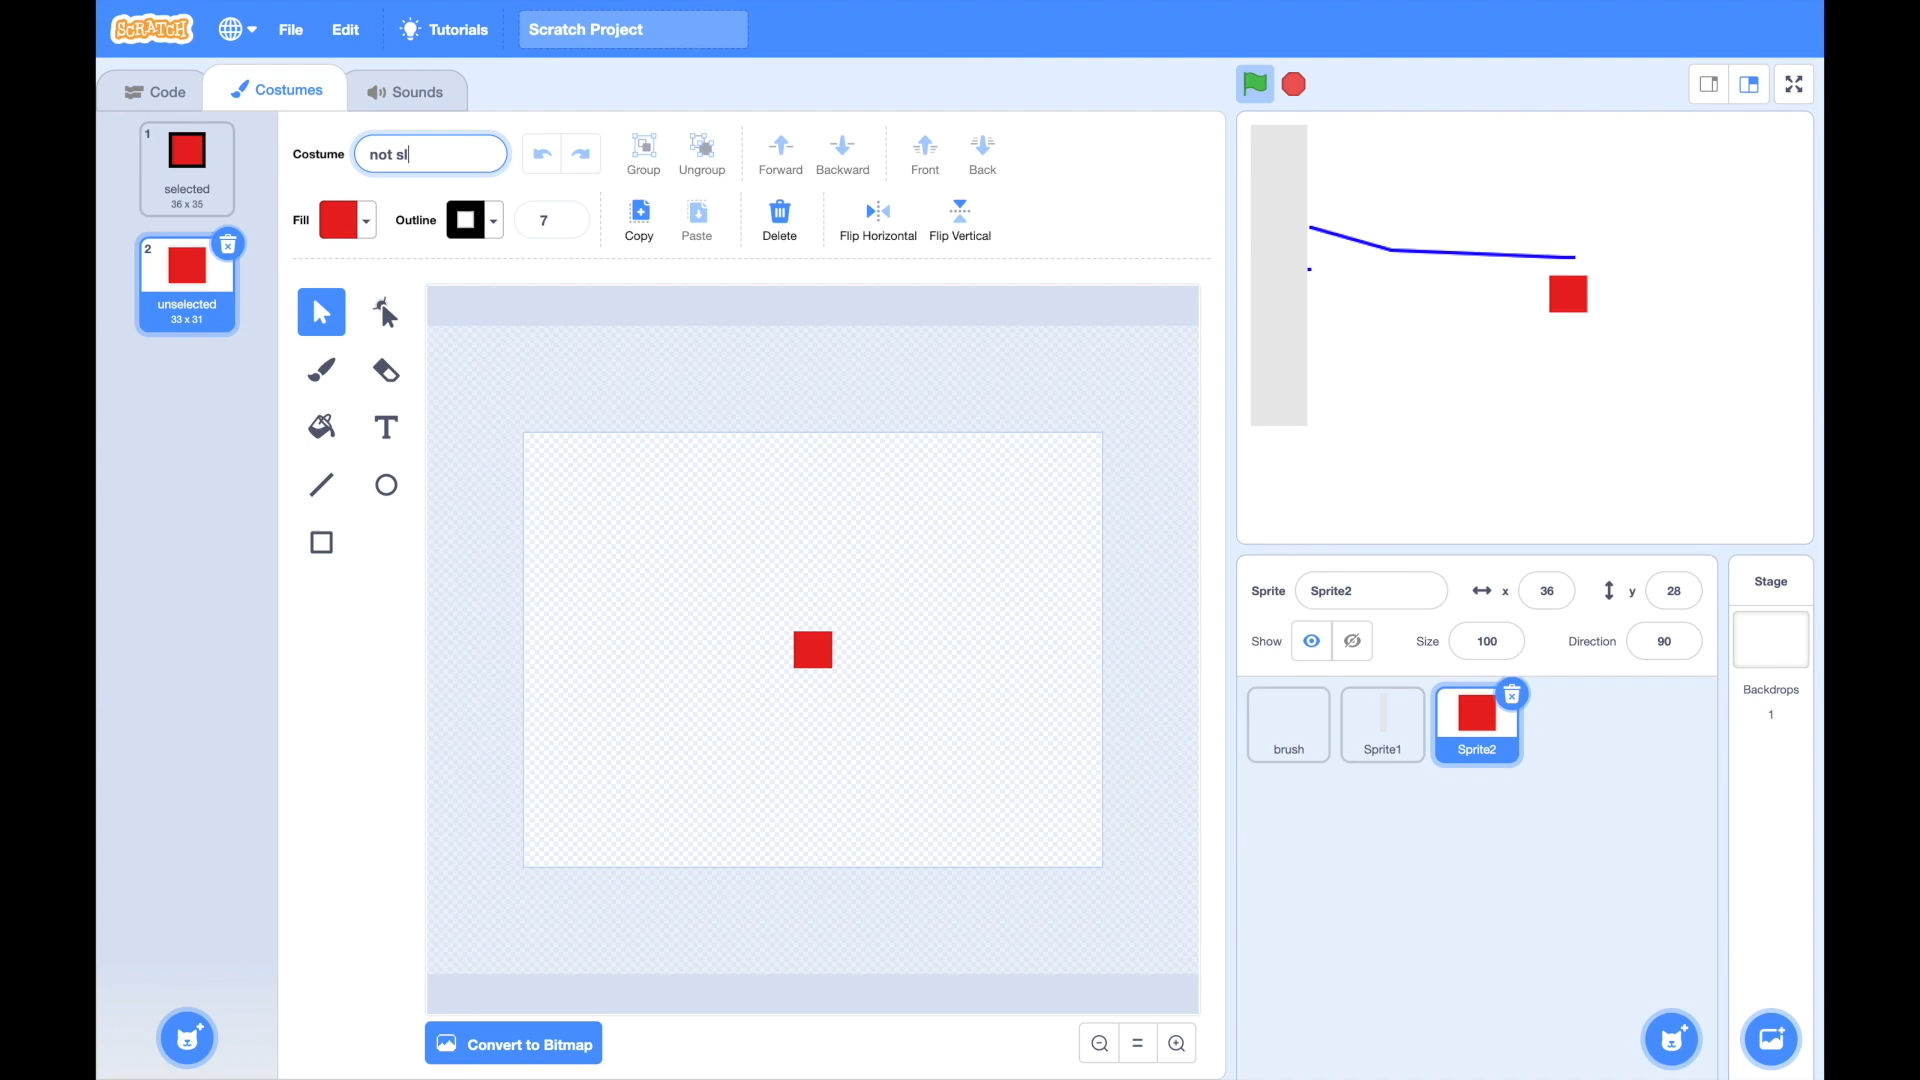 SCRATCH
File
Edit
Tutorials
Scratch Project
Code
Costumes
Sounds
1
selected
36 x 35
2
unselected
33 x 31
Costume
not sl
Group
Ungroup
Forward
Backward
Front
Back
Fill
Outline
7
Copy
Paste
Delete
Flip Horizontal
Flip Vertical
T
Convert to Bitmap
Sprite
Sprite2
x
36
y
28
Show
Size
100
Direction
90
brush
Sprite1
Sprite2
Stage
Backdrops
1